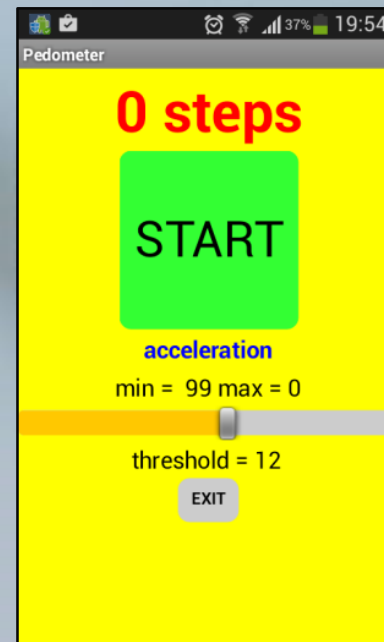 37% 19:54
Pedometer
0 steps
START
acceleration
min =  99 max = 0
threshold = 12
EXIT